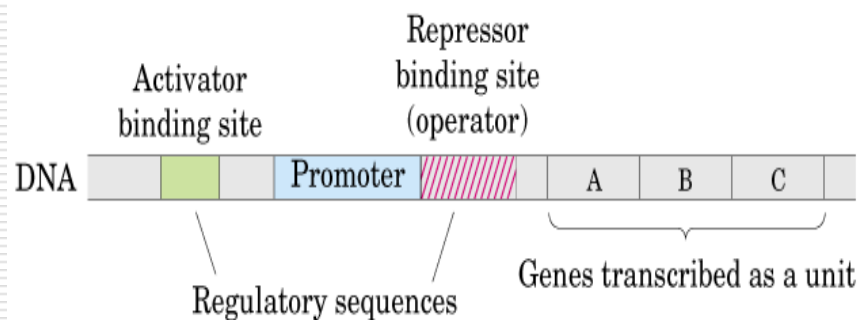 Activator
binding site
Repressor
binding site
(operator)
DNA
Promoter
A
B
C
Regulatory sequences
Genes transcribed as a unit